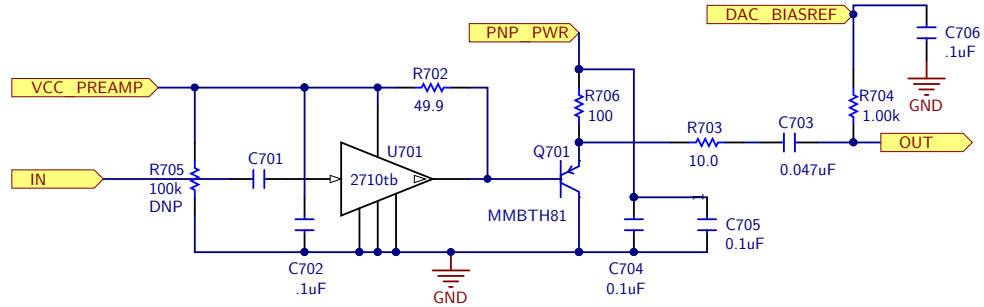 DAC_BIASREF
PNP_PWR
C706
.1uF
GND
VCC_PREAMP
R702
49.9
R706
100
R704
1.00k
R703
10.0
C703
0.047uF
OUT
IN
R705
100k
DNP
C701
U701
2710tb
Q701
MMBTH81
1
C705
0.1uF
C702
.1uF
GND
C704
0.1uF